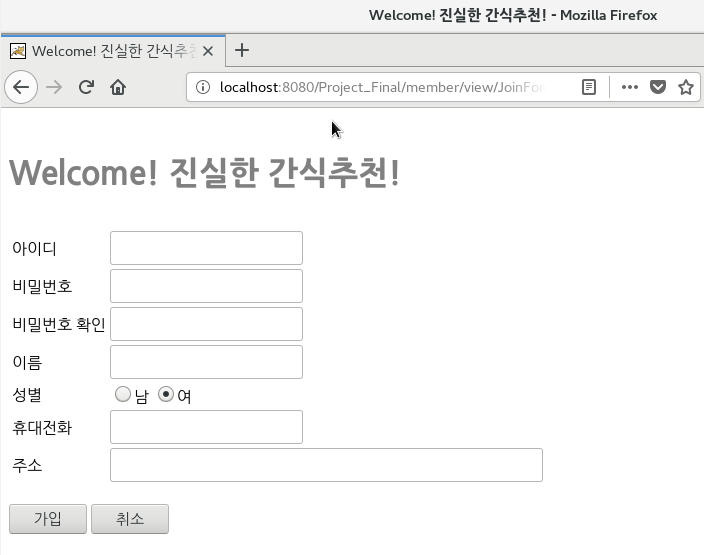 Welcome! 진실한 간식추천! - Mozilla Firefox
Welcome! 진실한 간식추천
localhost:8080/Project_Final/member/view/JoinFor
Welcome! 진실한 간식추천!
아이디
비밀번호
비밀번호 확인
이름
성별 남 여
휴대전화
주소
가입 취소